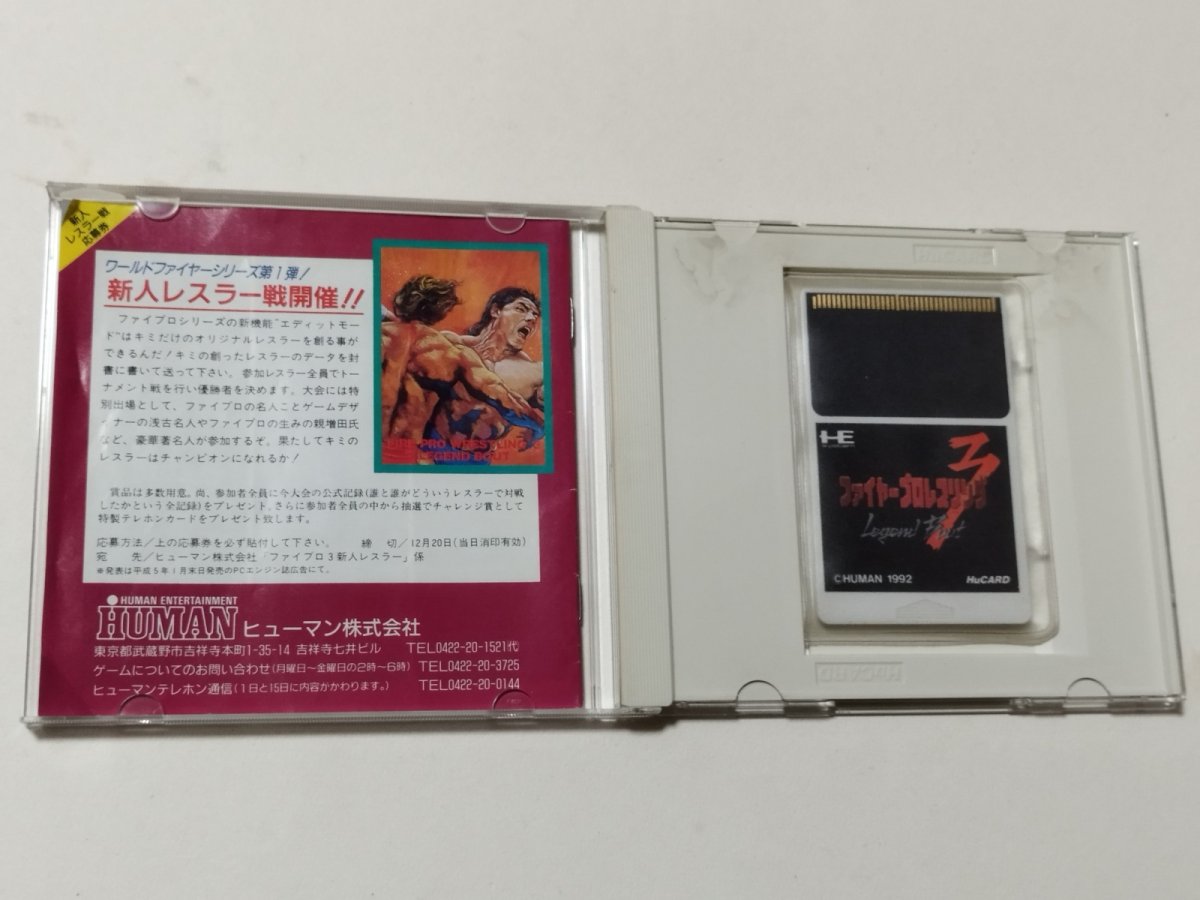 新人
レスラー戦
応募券
ワールドファイヤーシリーズ第1弾!
新人レスラー戦開催!!
ファイプロシリーズの新機能"エディットモー
ド"はキミだけのオリジナルレスラーを創る事が
できるんだ!キミの創ったレスラーのデータを封
書に書いて送って下さい。参加レスラー全員でトー
ナメント戦を行い優勝者を決めます。大会には特
別出場として、ファイプロの名人ことゲームデザ
イナーの浅古名人やファイプロの生みの親増田氏
など、豪華著名人が参加するぞ。果たしてキミの
レスラーはチャンピオンになれるか!
賞品は多数用意。尚、参加者全員に今大会の公式記録(誰と誰がどういうレスラーで対戦
したかという全記録)をプレゼント、さらに参加者全員の中から抽選でチャレンジ賞として
特製テレホンカードをプレゼント致します。
応募方法/上の応募券を必ず貼付して下さい。 締 切/12月20日(当日消印有効)
宛 先/ヒューマン株式会社「ファイプロ3新人レスラー」係
※発表は平成5年1月末日発売のPCエンジン誌広告にて。
FIRE PRO WRESTLING 3
LEGEND BOUT
HUMAN ENTERTAINMENT
HUMAN ヒューマン株式会社
東京都武蔵野市吉祥寺本町1-35-14 吉祥寺七井ビル TEL0422-20-1521(代)
ゲームについてのお問い合わせ(月曜日~金曜日の2時~6時) TEL0422-20-3725
ヒューマンテレホン通信(1日と15日に内容がかわります。) TEL0422-20-0144
HuCARD
HE
ファイヤープロレスリング
3
Legend Bout
©HUMAN 1992
HuCARD
HuCARD